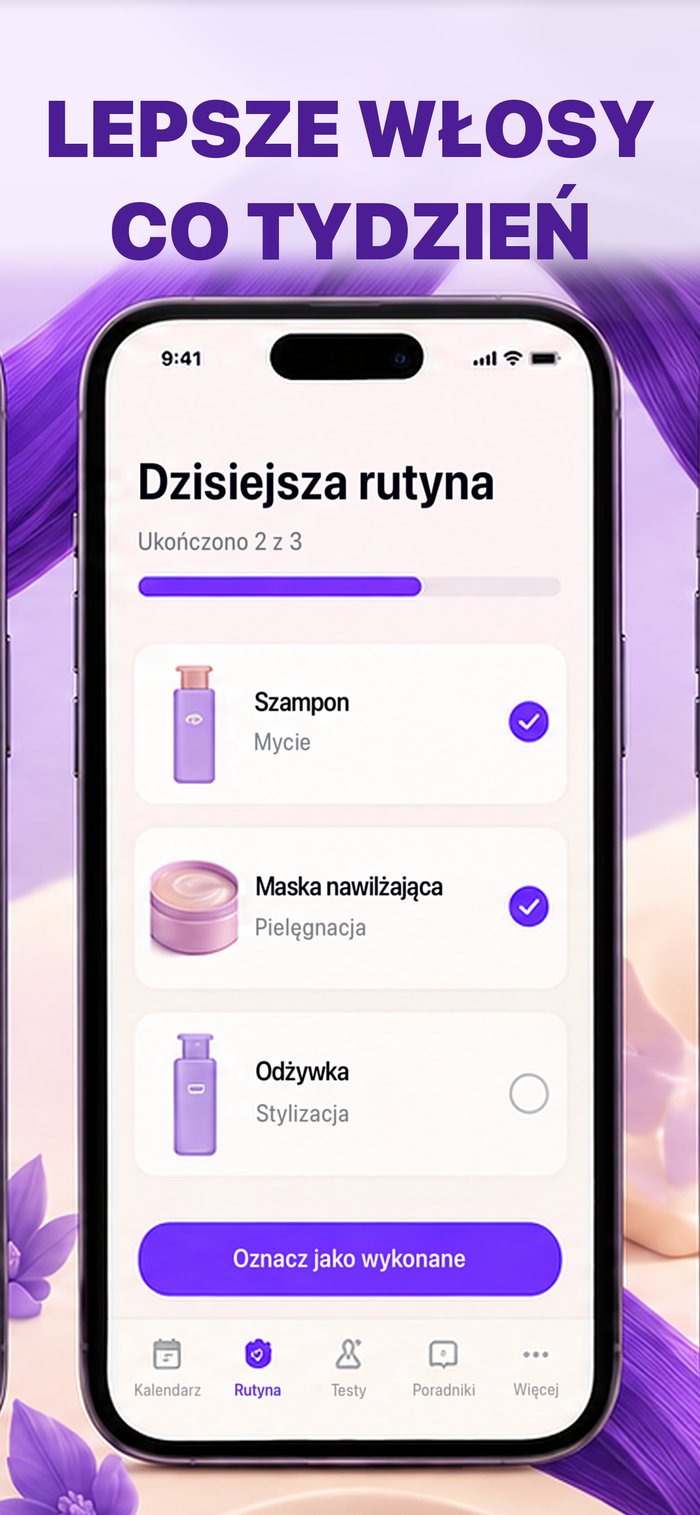 LEPSZE WŁOSY
CO TYDZIEŃ
9:41
Dzisiejsza rutyna
Ukończono 2 z 3
Szampon
Mycie
Maska nawilżająca
Pielęgnacja
Odżywka
Stylizacja
Oznacz jako wykonane
Kalendarz
Rutyna
Testy
Poradniki
Więcej